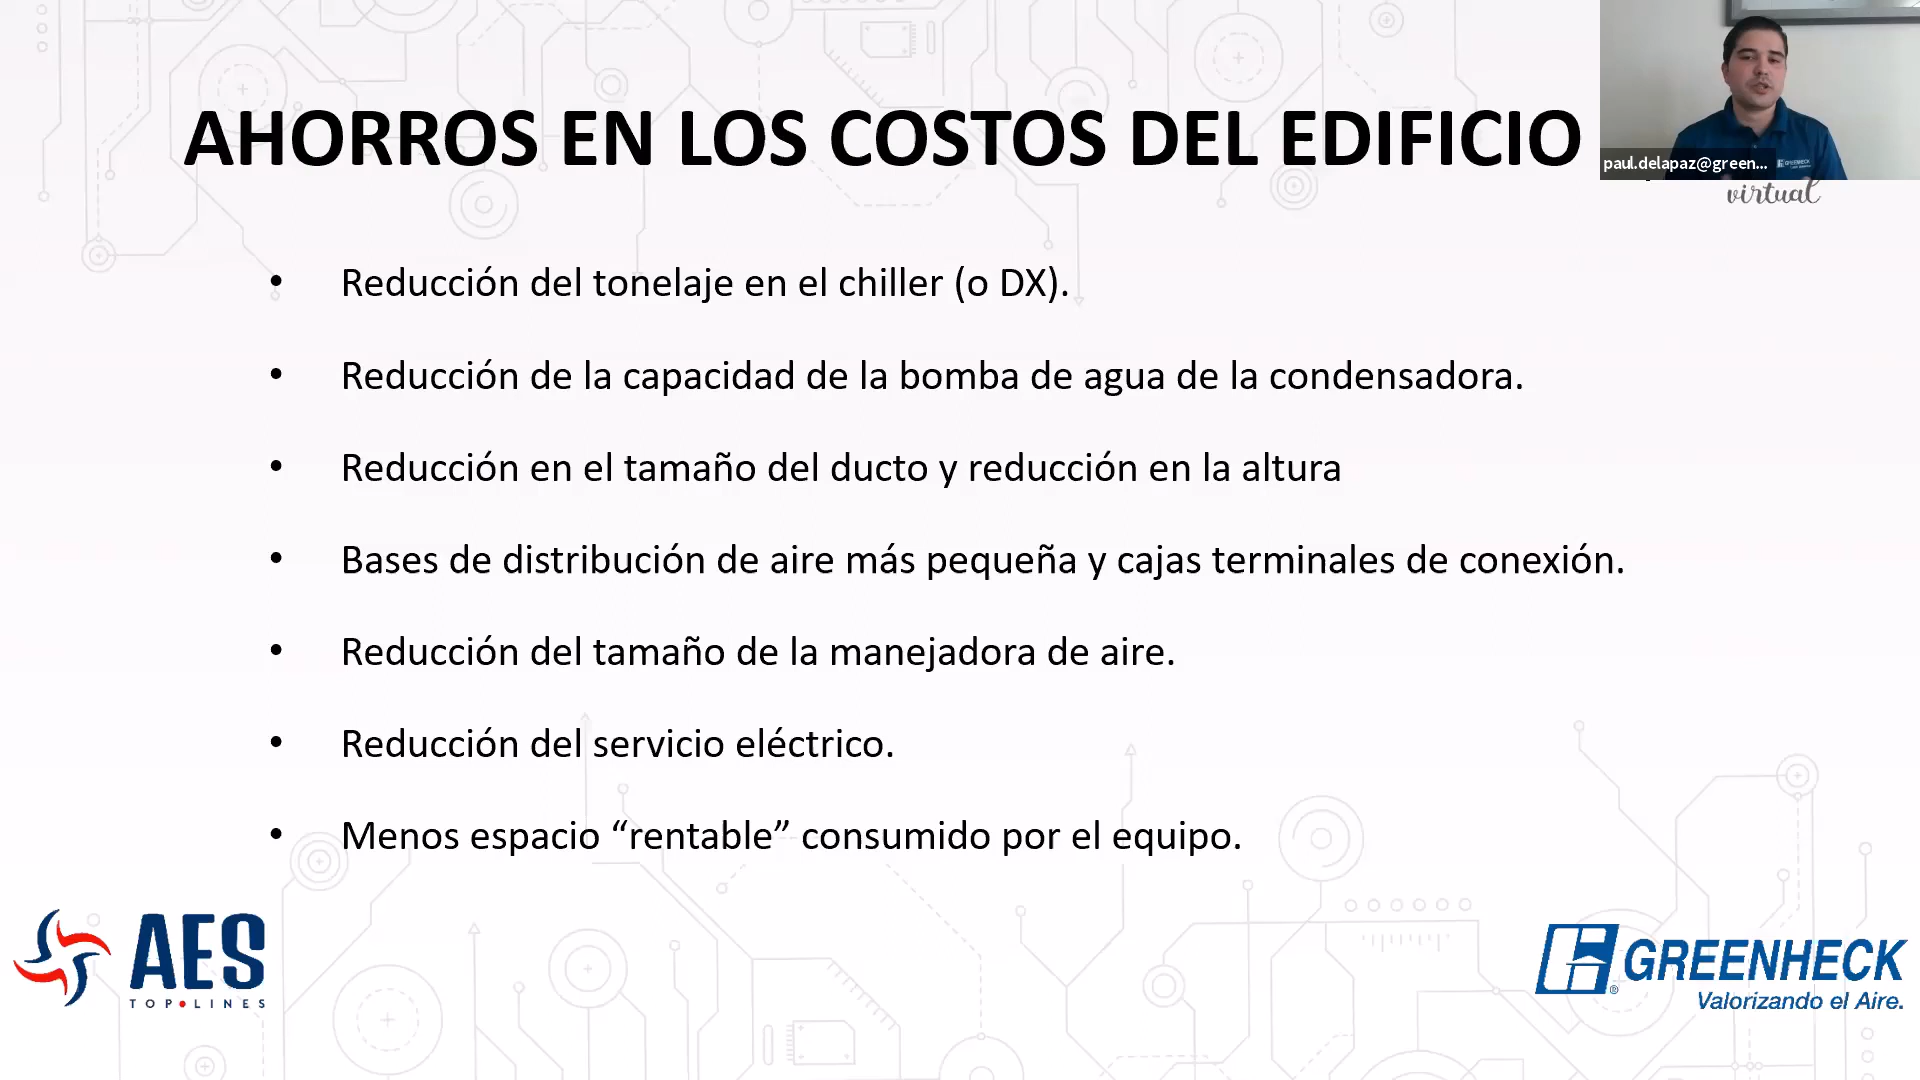 AHORROS EN LOS COSTOS DEL EDIFICIO
paul.delapaz@green...
virtual
• Reducción del tonelaje en el chiller (o DX).
• Reducción de la capacidad de la bomba de agua de la condensadora.
• Reducción en el tamaño del ducto y reducción en la altura
• Bases de distribución de aire más pequeña y cajas terminales de conexión.
• Reducción del tamaño de la manejadora de aire.
• Reducción del servicio eléctrico.
• Menos espacio “rentable” consumido por el equipo.
AES
TOP•LINES
GREENHECK
Valorizando el Aire.